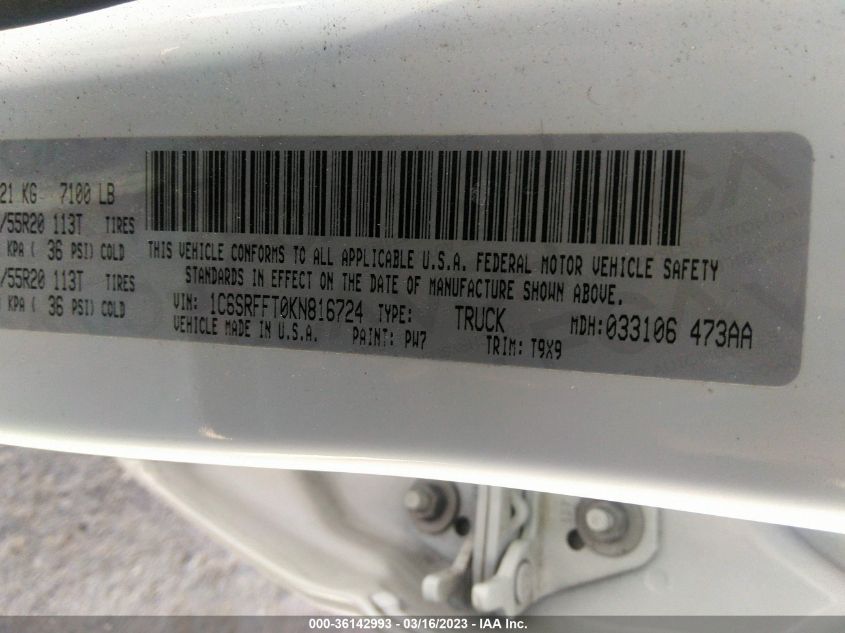 21 KG 7100 LB
/55R20 113T TIRES
KPA ( 36 PSI) COLD
/55R20 113T TIRES
KPA ( 36 PSI) COLD
THIS VEHICLE CONFORMS TO ALL APPLICABLE U.S.A. FEDERAL MOTOR VEHICLE SAFETY
STANDARDS IN EFFECT ON THE DATE OF MANUFACTURE SHOWN ABOVE.
VIN: 1C6SRFFT0KN816724 TYPE: TRUCK MDH:033106 473AA
VEHICLE MADE IN U.S.A. PAINT: PW7 TRIM: T9X9
000-36142993 - 03/16/2023 - IAA Inc.